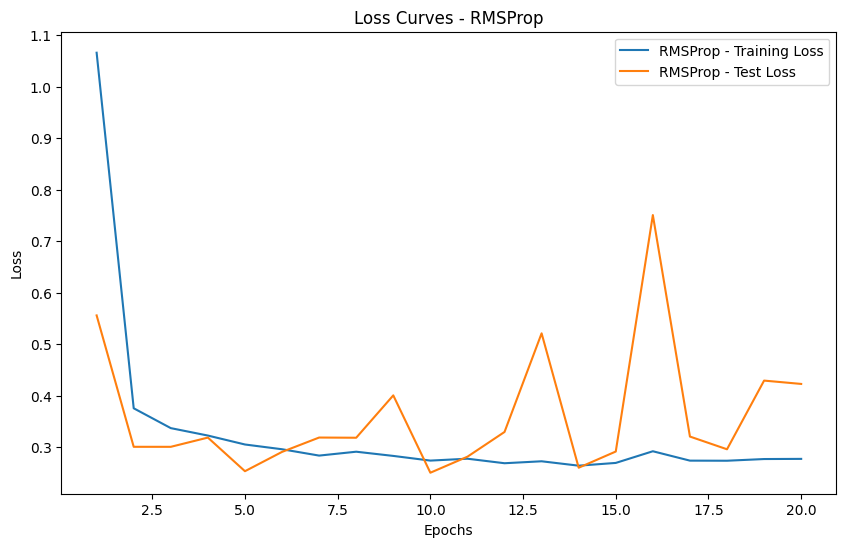 Loss Curves - RMSProp
RMSProp - Training Loss
RMSProp - Test Loss
1.1
1.0
0.9
0.8
0.7
0.6
0.5
0.4
0.3
Loss
2.5 5.0 7.5 10.0 12.5 15.0 17.5 20.0
Epochs